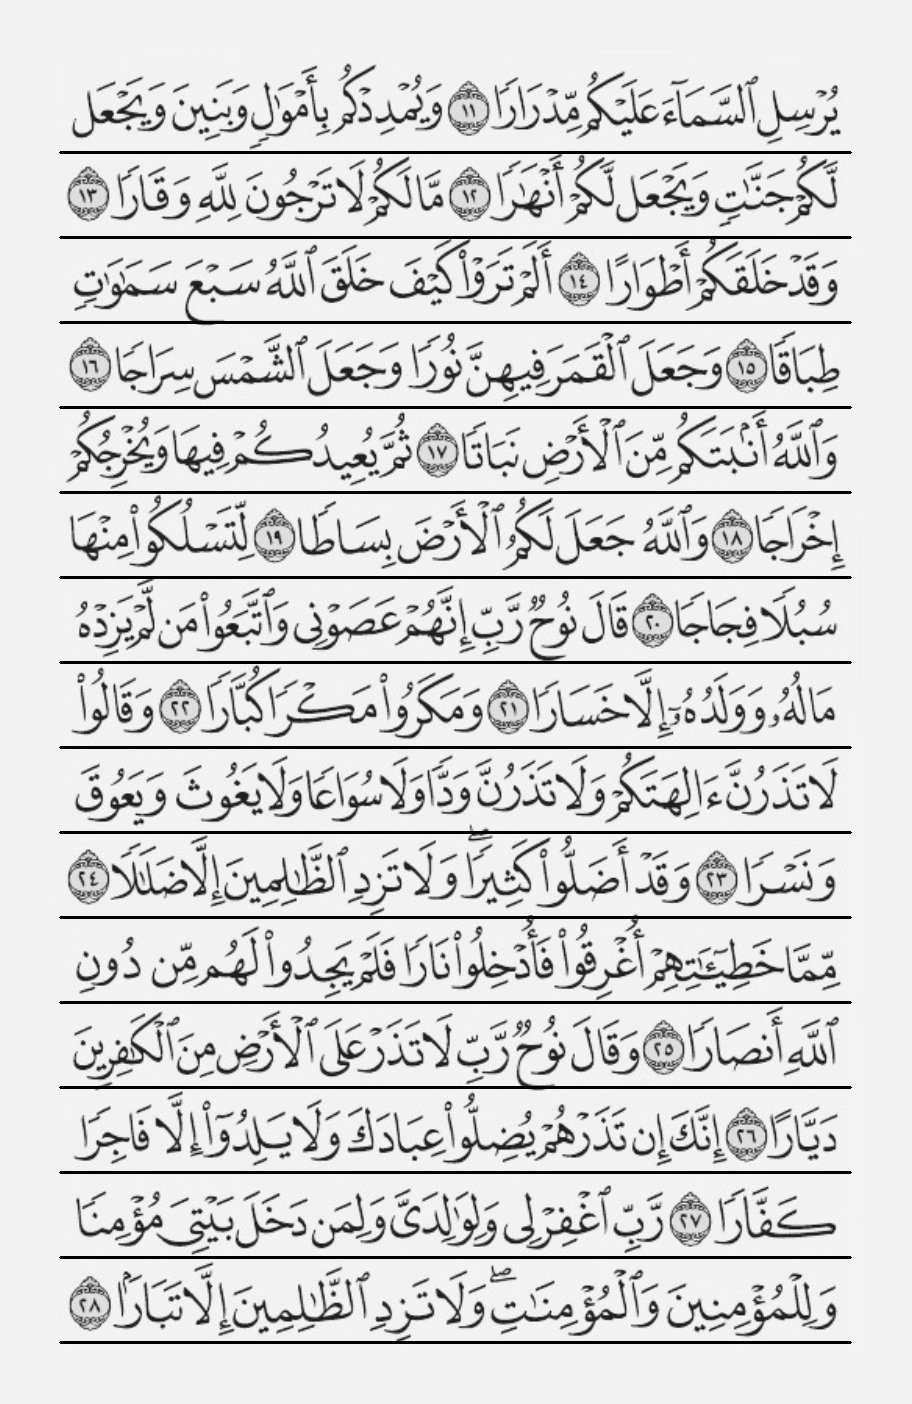 يُرْسِلِ ٱلسَّمَآءَ عَلَيْكُم مِّدْرَارًا ١١ وَيُمْدِدْكُم بِأَمْوَٰلٍ وَبَنِينَ وَيَجْعَل
لَّكُمْ جَنَّٰتٍ وَيَجْعَل لَّكُمْ أَنْهَٰرًا ١٢ مَّا لَكُمْ لَا تَرْجُونَ لِلَّهِ وَقَارًا ١٣
وَقَدْ خَلَقَكُمْ أَطْوَارًا ١٤ أَلَمْ تَرَوْا۟ كَيْفَ خَلَقَ ٱللَّهُ سَبْعَ سَمَٰوَٰتٍ
طِبَاقًا ١٥ وَجَعَلَ ٱلْقَمَرَ فِيهِنَّ نُورًا وَجَعَلَ ٱلشَّمْسَ سِرَاجًا ١٦
وَٱللَّهُ أَنۢبَتَكُم مِّنَ ٱلْأَرْضِ نَبَاتًا ١٧ ثُمَّ يُعِيدُكُمْ فِيهَا وَيُخْرِجُكُمْ
إِخْرَاجًا ١٨ وَٱللَّهُ جَعَلَ لَكُمُ ٱلْأَرْضَ بِسَاطًا ١٩ لِّتَسْلُكُوا۟ مِنْهَا
سُبُلًا فِجَاجًا ٢٠ قَالَ نُوحٌ رَّبِّ إِنَّهُمْ عَصَوْنِى وَٱتَّبَعُوا۟ مَن لَّمْ يَزِدْهُ
مَالُهُۥ وَوَلَدُهُۥٓ إِلَّا خَسَارًا ٢١ وَمَكَرُوا۟ مَكْرًا كُبَّارًا ٢٢ وَقَالُوا۟
لَا تَذَرُنَّ ءَالِهَتَكُمْ وَلَا تَذَرُنَّ وَدًّا وَلَا سُوَاعًا وَلَا يَغُوثَ وَيَعُوقَ
وَنَسْرًا ٢٣ وَقَدْ أَضَلُّوا۟ كَثِيرًا ۖ وَلَا تَزِدِ ٱلظَّٰلِمِينَ إِلَّا ضَلَٰلًا ٢٤
مِّمَّا خَطِيٓـَٰٔتِهِمْ أُغْرِقُوا۟ فَأُدْخِلُوا۟ نَارًا فَلَمْ يَجِدُوا۟ لَهُم مِّن دُونِ
ٱللَّهِ أَنصَارًا ٢٥ وَقَالَ نُوحٌ رَّبِّ لَا تَذَرْ عَلَى ٱلْأَرْضِ مِنَ ٱلْكَٰفِرِينَ
دَيَّارًا ٢٦ إِنَّكَ إِن تَذَرْهُمْ يُضِلُّوا۟ عِبَادَكَ وَلَا يَلِدُوٓا۟ إِلَّا فَاجِرًا
كَفَّارًا ٢٧ رَّبِّ ٱغْفِرْ لِى وَلِوَٰلِدَىَّ وَلِمَن دَخَلَ بَيْتِىَ مُؤْمِنًا
وَلِلْمُؤْمِنِينَ وَٱلْمُؤْمِنَٰتِ ۖ وَلَا تَزِدِ ٱلظَّٰلِمِينَ إِلَّا تَبَارًۢا ٢٨